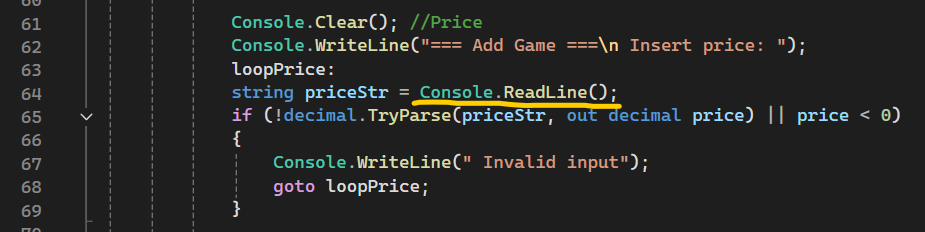 61 Console.Clear(); //Price
62 Console.WriteLine("=== Add Game ===\n Insert price: ");
63 loopPrice:
64 string priceStr = Console.ReadLine();
65 if (!decimal.TryParse(priceStr, out decimal price) || price < 0)
66 {
67 Console.WriteLine(" Invalid input");
68 goto loopPrice;
69 }